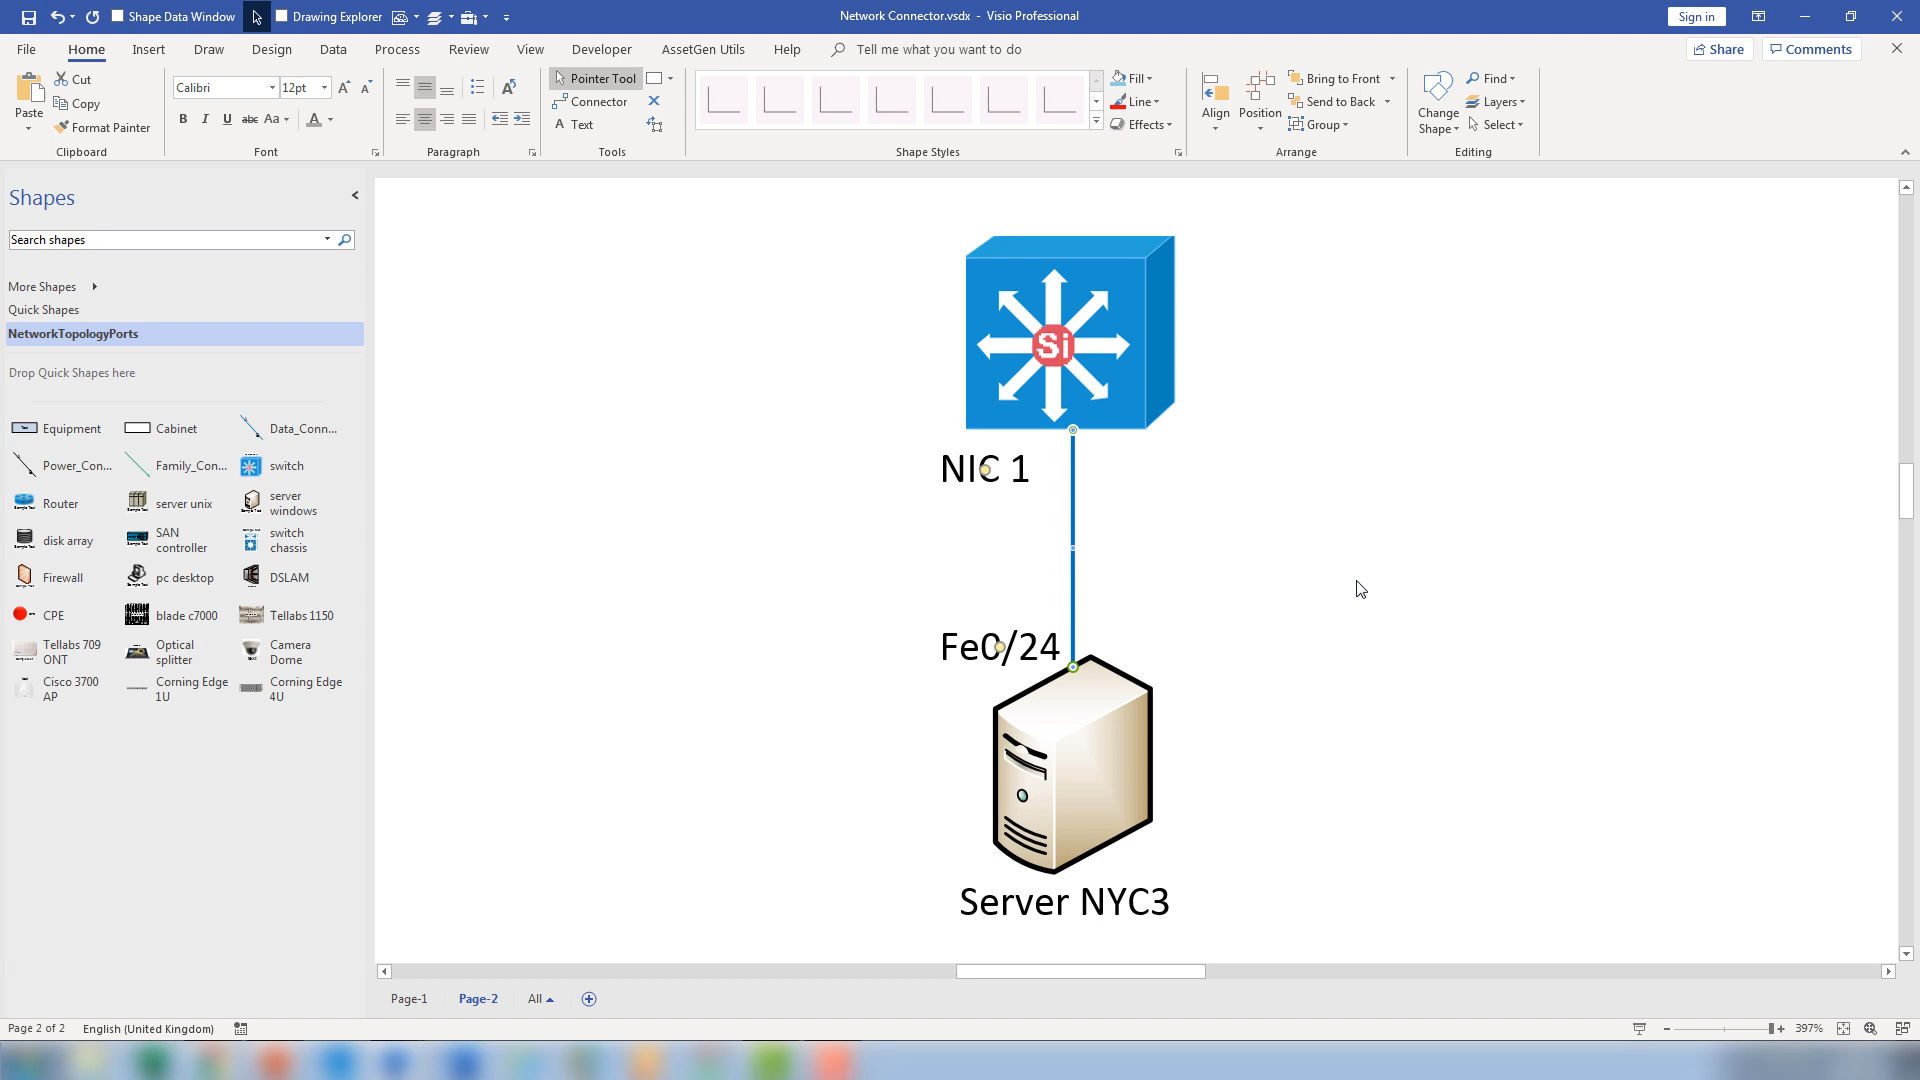 Shape Data Window
Drawing Explorer
Network Connector.vsdx - Visio Professional
Sign in
File
Home
Insert
Draw
Design
Data
Process
Review
View
Developer
AssetGen Utils
Help
Tell me what you want to do
Share
Comments
Paste
Cut
Copy
Format Painter
Clipboard
Calibri
12pt
B I U abc Aa A
Font
Paragraph
Pointer Tool
Connector
A Text
Tools
Shape Styles
Fill
Line
Effects
Align
Position
Bring to Front
Send to Back
Group
Arrange
Change
Shape
Find
Layers
Select
Editing
Shapes
Search shapes
More Shapes
Quick Shapes
NetworkTopologyPorts
Drop Quick Shapes here
Equipment
Cabinet
Data_Conn...
Power_Con...
Family_Con...
switch
Router
server unix
server
windows
disk array
SAN
controller
switch
chassis
Firewall
pc desktop
DSLAM
CPE
blade c7000
Tellabs 1150
Tellabs 709
ONT
Optical
splitter
Camera
Dome
Cisco 3700
AP
Corning Edge
1U
Corning Edge
4U
Si
NIC 1
Fe0/24
Server NYC3
Page-1
Page-2
All
Page 2 of 2
English (United Kingdom)
397%